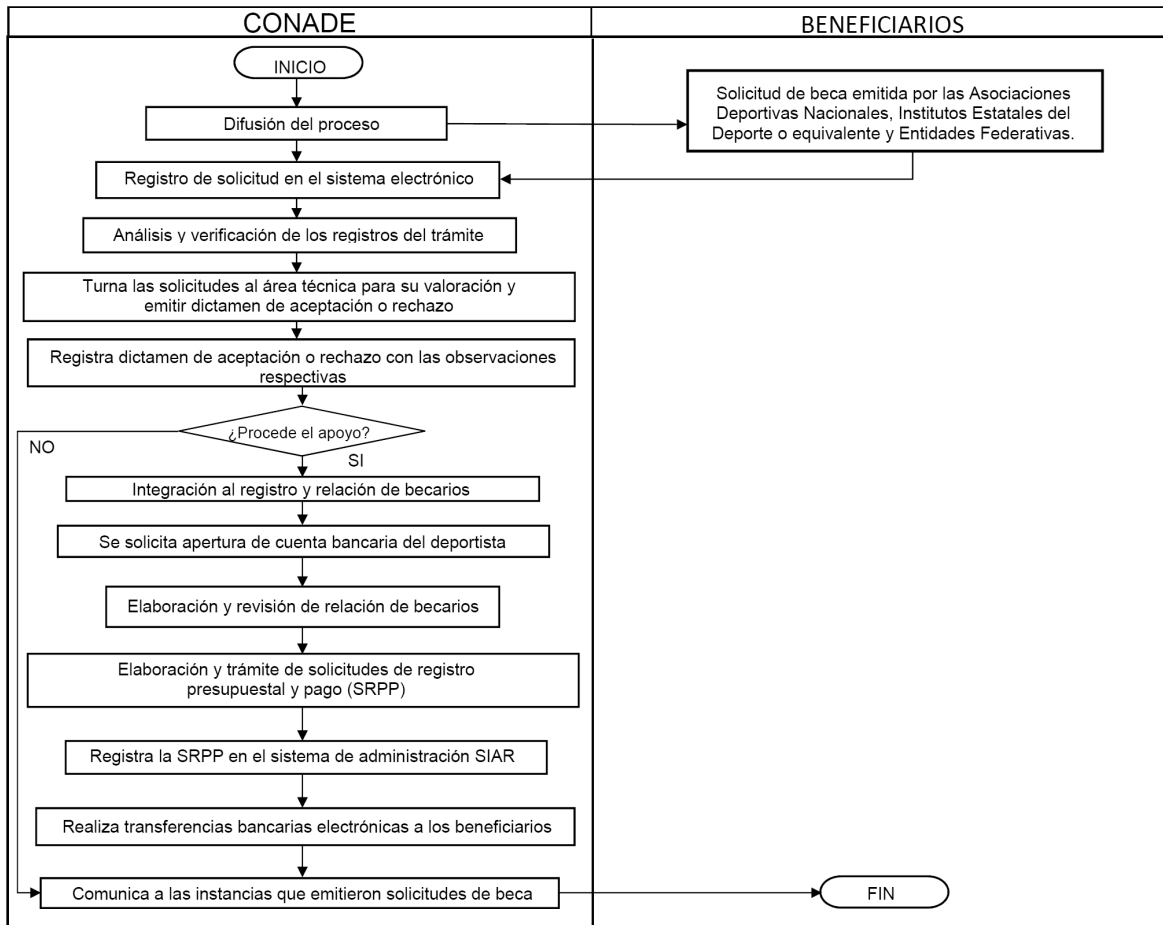 CONADE
BENEFICIARIOS
INICIO
Difusión del proceso
Solicitud de beca emitida por las Asociaciones
Deportivas Nacionales, Institutos Estatales del
Deporte o equivalente y Entidades Federativas.
Registro de solicitud en el sistema electrónico
Análisis y verificación de los registros del trámite
Turna las solicitudes al área técnica para su valoración y
emitir dictamen de aceptación o rechazo
Registra dictamen de aceptación o rechazo con las observaciones
respectivas
¿Procede el apoyo?
NO
SI
Integración al registro y relación de becarios
Se solicita apertura de cuenta bancaria del deportista
Elaboración y revisión de relación de becarios
Elaboración y trámite de solicitudes de registro
presupuestal y pago (SRPP)
Registra la SRPP en el sistema de administración SIAR
Realiza transferencias bancarias electrónicas a los beneficiarios
Comunica a las instancias que emitieron solicitudes de beca
FIN